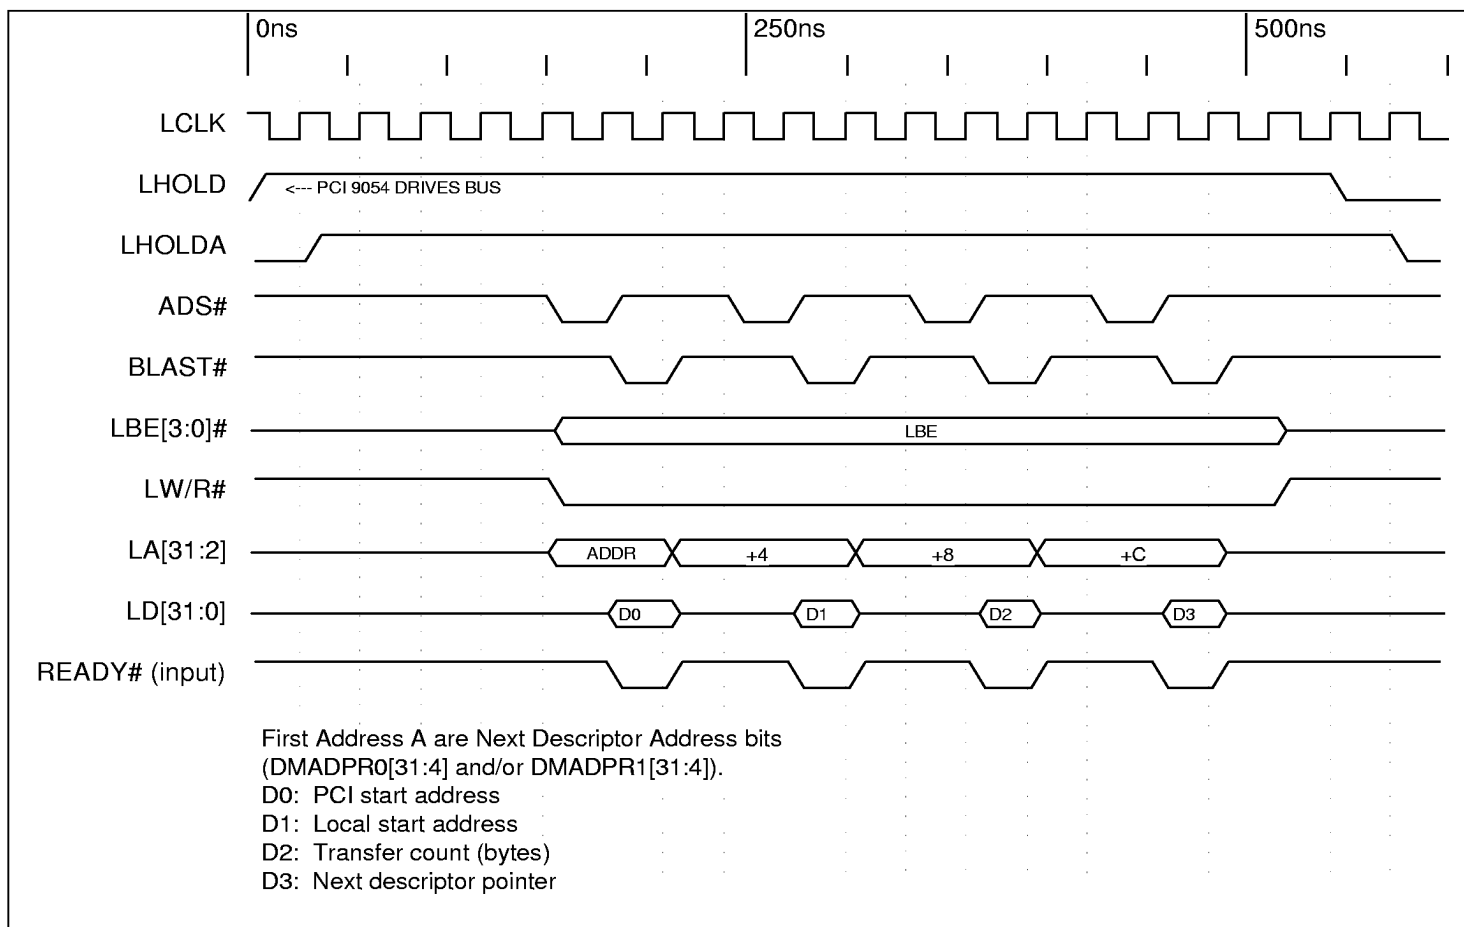 0ns 250ns 500ns
LCLK
LHOLD <--- PCI 9054 DRIVES BUS
LHOLDA
ADS#
BLAST#
LBE[3:0]# LBE
LW/R#
LA[31:2] ADDR +4 +8 +C
LD[31:0] D0 D1 D2 D3
READY# (input)
First Address A are Next Descriptor Address bits
(DMADPR0[31:4] and/or DMADPR1[31:4]).
D0: PCI start address
D1: Local start address
D2: Transfer count (bytes)
D3: Next descriptor pointer